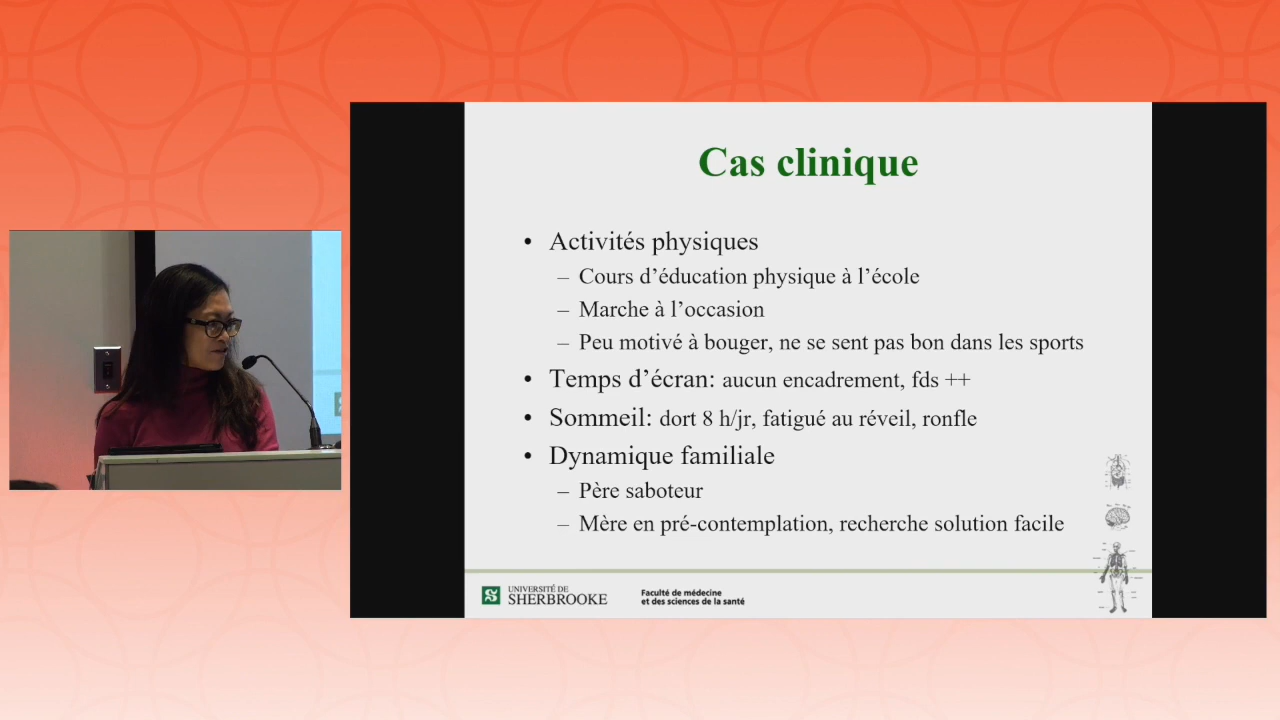 Cas clinique
• Activités physiques
– Cours d’éducation physique à l’école
– Marche à l’occasion
– Peu motivé à bouger, ne se sent pas bon dans les sports
• Temps d’écran: aucun encadrement, fds ++
• Sommeil: dort 8 h/jr, fatigué au réveil, ronfle
• Dynamique familiale
– Père saboteur
– Mère en pré-contemplation, recherche solution facile
UNIVERSITÉ DE
SHERBROOKE
Faculté de médecine
et des sciences de la santé